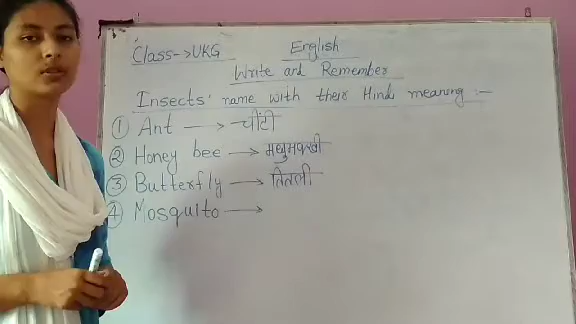 Class->UKG English
Write and Remember
Insects' name with their Hindi meaning :-
① Ant → चींटी
② Honey bee → मधुमक्खी
③ Butterfly → तितली
④ Mosquito →